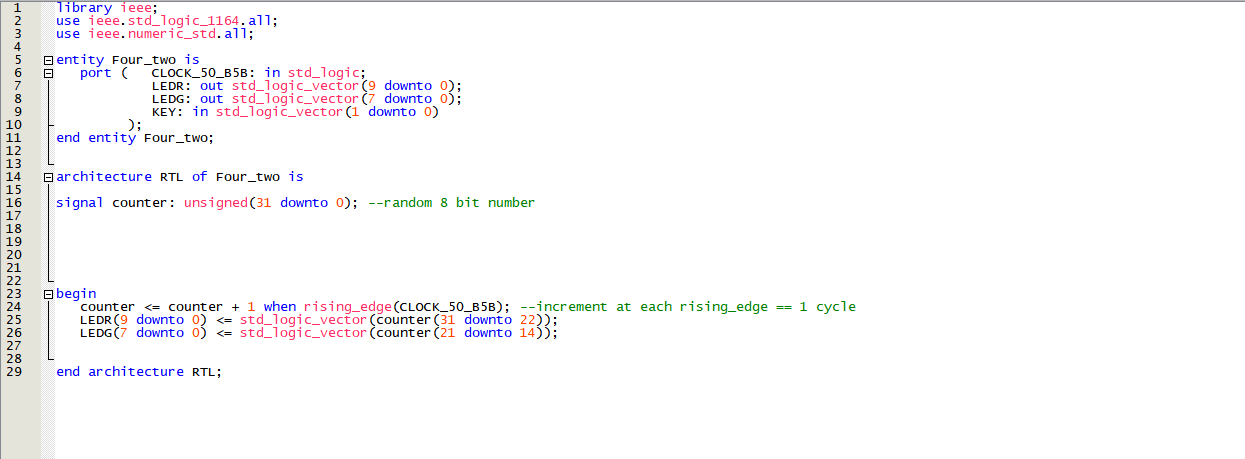 1 library ieee;
2 use ieee.std_logic_1164.all;
3 use ieee.numeric_std.all;
4
5 entity Four_two is
6 port ( CLOCK_50_B5B: in std_logic;
7 LEDR: out std_logic_vector(9 downto 0);
8 LEDG: out std_logic_vector(7 downto 0);
9 KEY: in std_logic_vector(1 downto 0)
10 );
11 end entity Four_two;
12
13
14 architecture RTL of Four_two is
15
16 signal counter: unsigned(31 downto 0); --random 8 bit number
17
18
19
20
21
22
23 begin
24 counter <= counter + 1 when rising_edge(CLOCK_50_B5B); --increment at each rising_edge == 1 cycle
25 LEDR(9 downto 0) <= std_logic_vector(counter(31 downto 22));
26 LEDG(7 downto 0) <= std_logic_vector(counter(21 downto 14));
27
28
29 end architecture RTL;